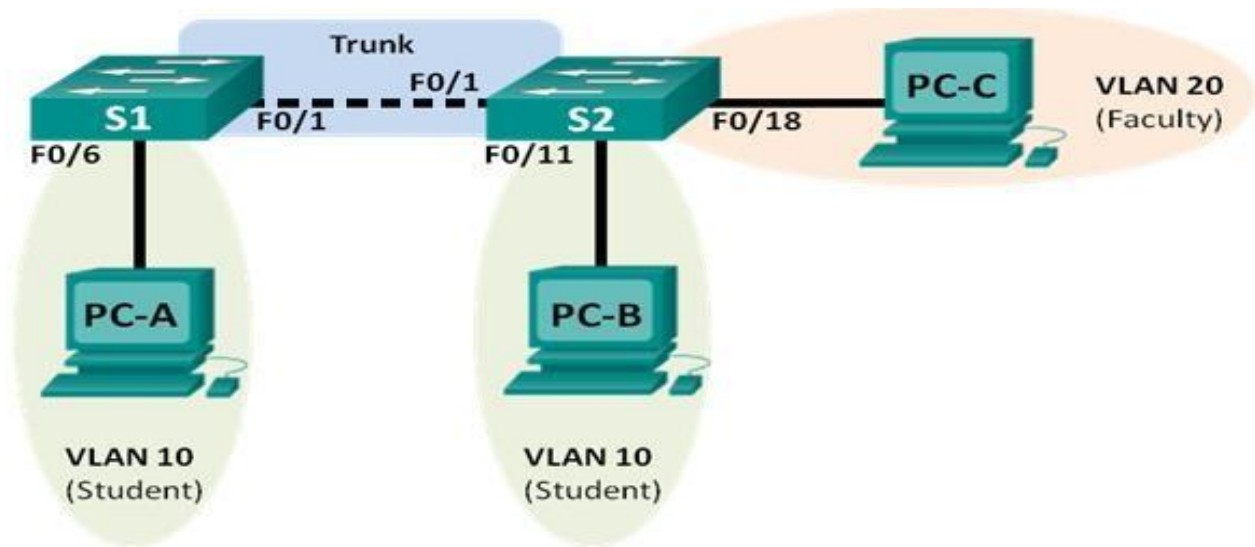 Trunk
S1
F0/1
F0/1
S2
F0/18
PC-C
VLAN 20
(Faculty)
F0/6
F0/11
PC-A
PC-B
VLAN 10
(Student)
VLAN 10
(Student)